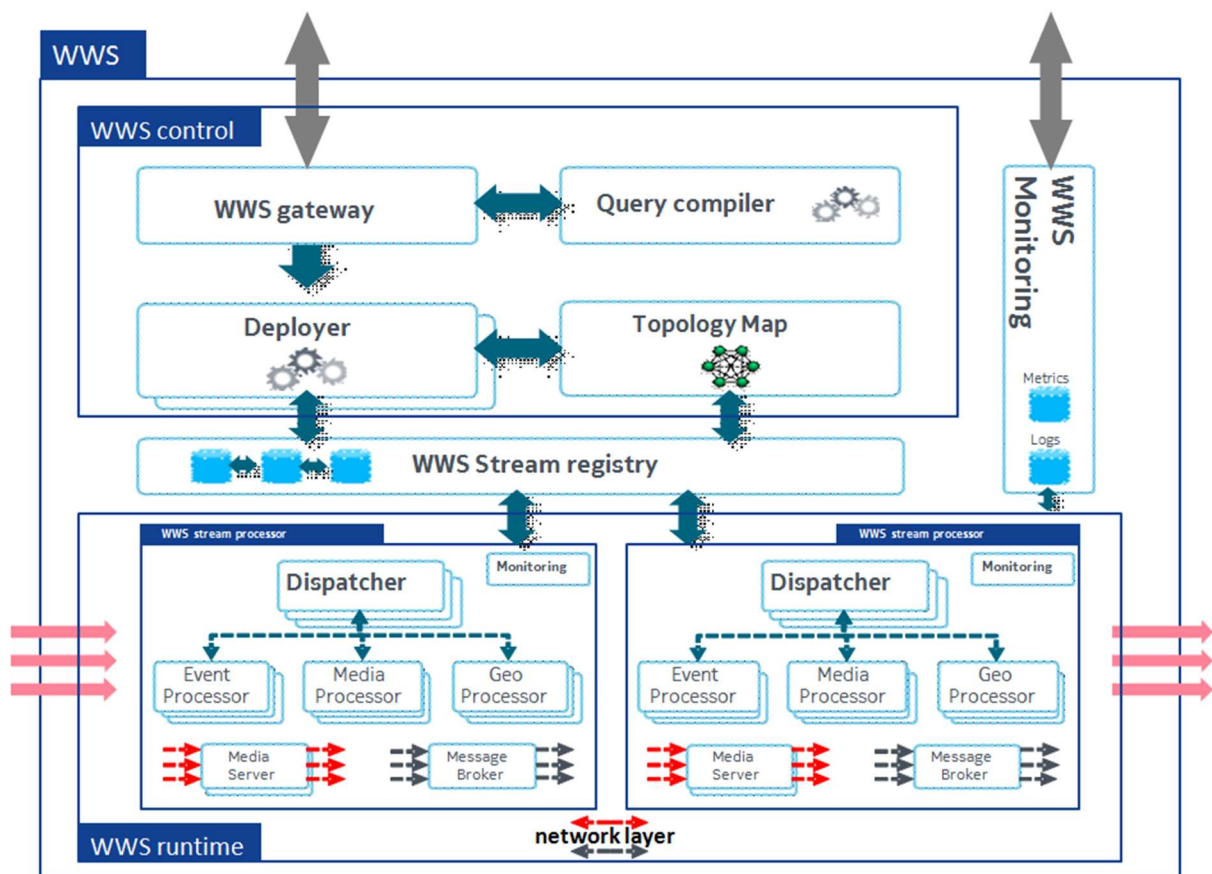 WWS
WWS control
WWS gateway
Query compiler
Deployer
Topology Map
WWS
Monitoring
Metrics
Logs
WWS Stream registry
WWS stream processor
Monitoring
Dispatcher
Event
Processor
Media
Processor
Geo
Processor
Media
Server
Message
Broker
WWS stream processor
Monitoring
Dispatcher
Event
Processor
Media
Processor
Geo
Processor
Media
Server
Message
Broker
network layer
WWS runtime